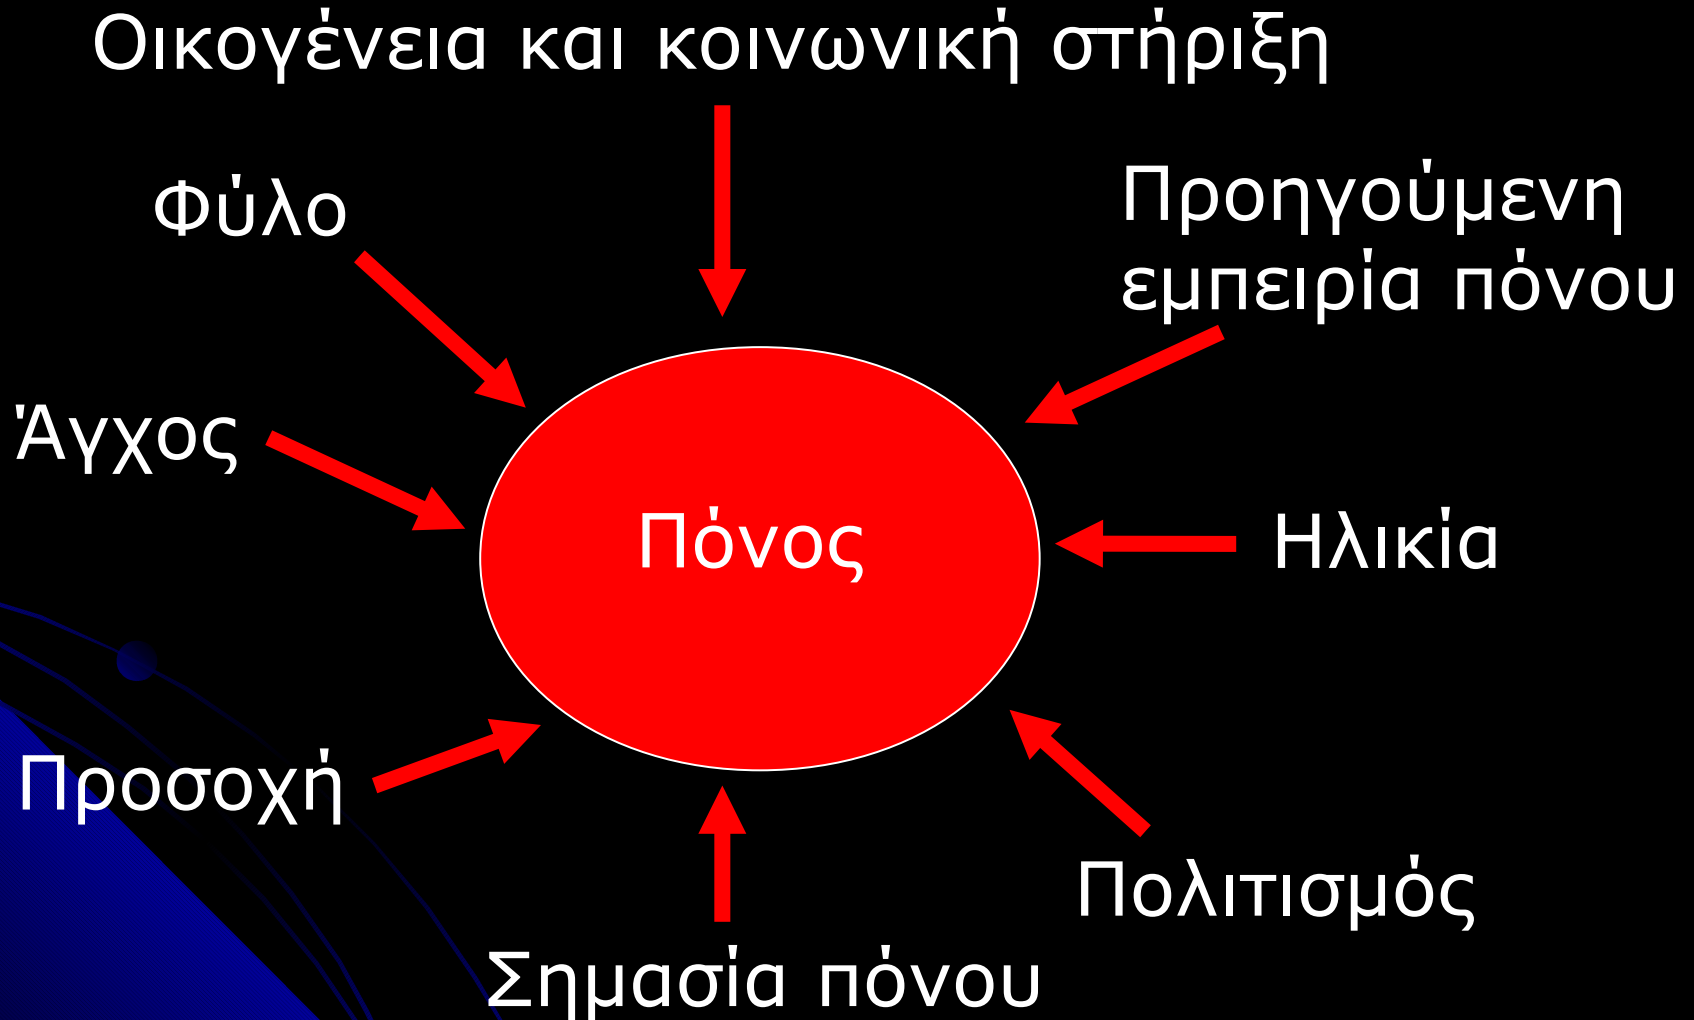 Οικογένεια και κοινωνική στήριξη
Φύλο
Προηγούμενη
εμπειρία πόνου
Άγχος
Πόνος
Ηλικία
Προσοχή
Πολιτισμός
Σημασία πόνου